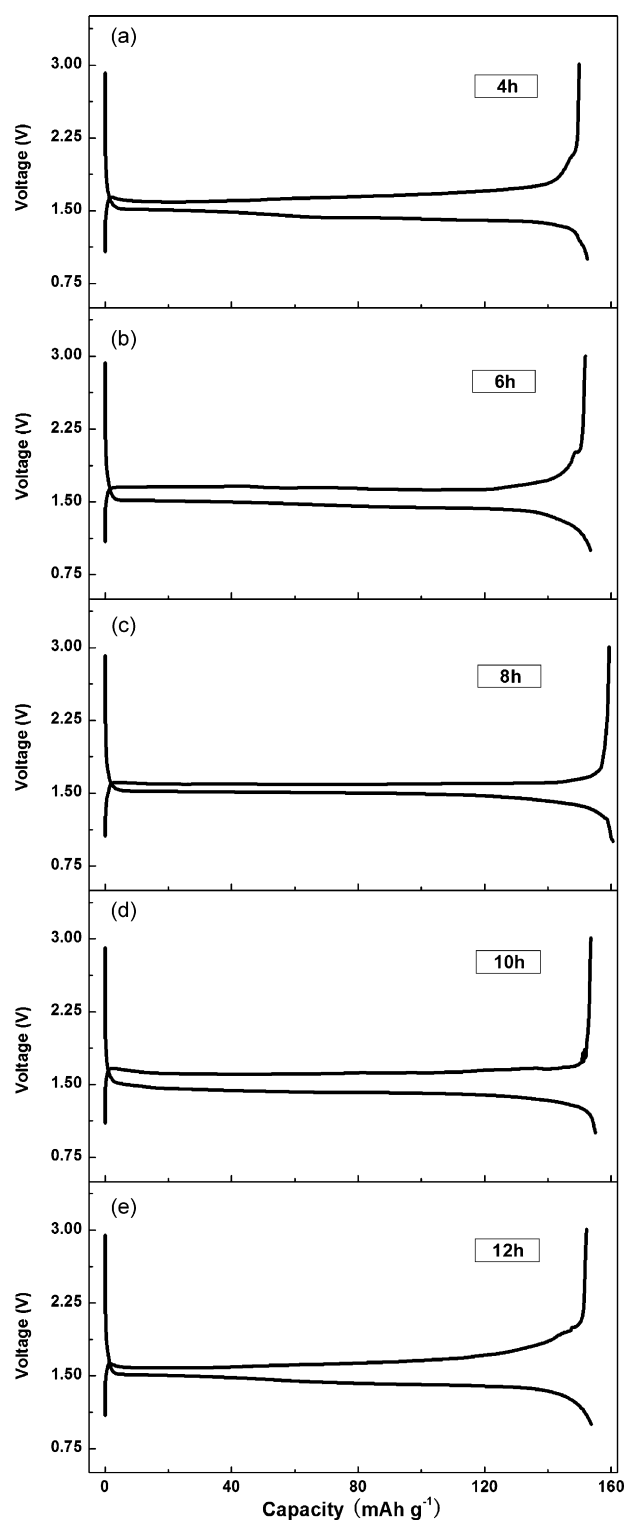 (a)
4h
3.00
2.25
1.50
0.75
Voltage (V)
(b)
6h
3.00
2.25
1.50
0.75
Voltage (V)
(c)
8h
3.00
2.25
1.50
0.75
Voltage (V)
(d)
10h
3.00
2.25
1.50
0.75
Voltage (V)
(e)
12h
3.00
2.25
1.50
0.75
Voltage (V)
0 40 80 120 160
Capacity (mAh g⁻¹)